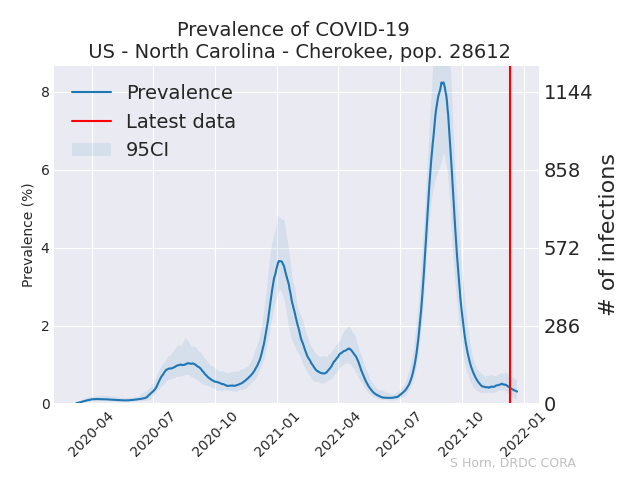 Prevalence of COVID-19
US - North Carolina - Cherokee, pop. 28612
Prevalence
Latest data
95CI
Prevalence (%)
8
6
4
2
0
1144
858
572
286
0
# of infections
2020-04
2020-07
2020-10
2021-01
2021-04
2021-07
2021-10
2022-01
S Horn, DRDC CORA